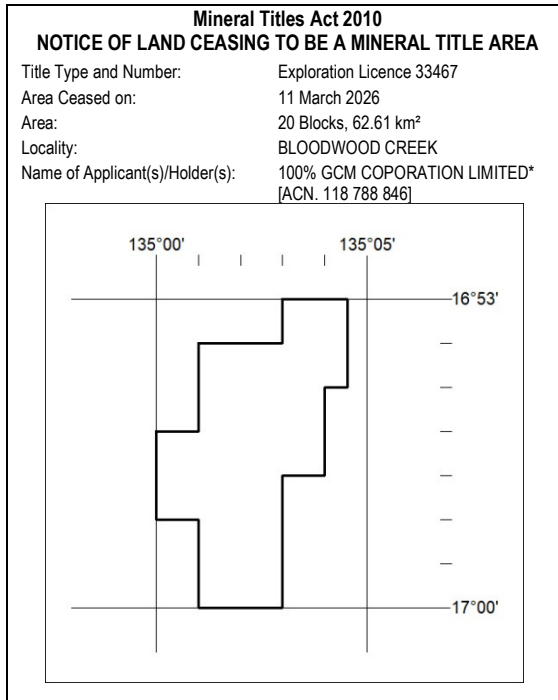 Mineral Titles Act 2010
NOTICE OF LAND CEASING TO BE A MINERAL TITLE AREA
Title Type and Number: Exploration Licence 33467
Area Ceased on: 11 March 2026
Area: 20 Blocks, 62.61 km²
Locality: BLOODWOOD CREEK
Name of Applicant(s)/Holder(s): 100% GCM COPORATION LIMITED*
[ACN. 118 788 846]
135°00' 135°05'
16°53'
17°00'